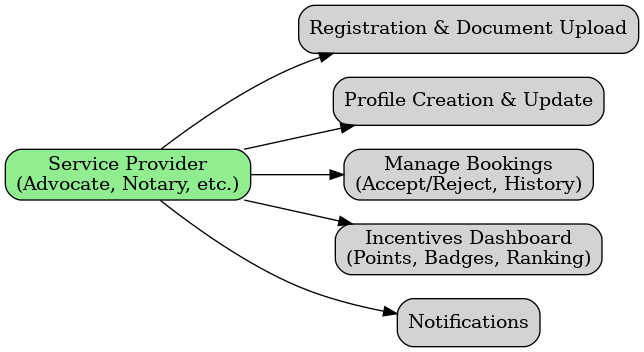 Registration & Document Upload
Profile Creation & Update
Service Provider
(Advocate, Notary, etc.)
Manage Bookings
(Accept/Reject, History)
Incentives Dashboard
(Points, Badges, Ranking)
Notifications